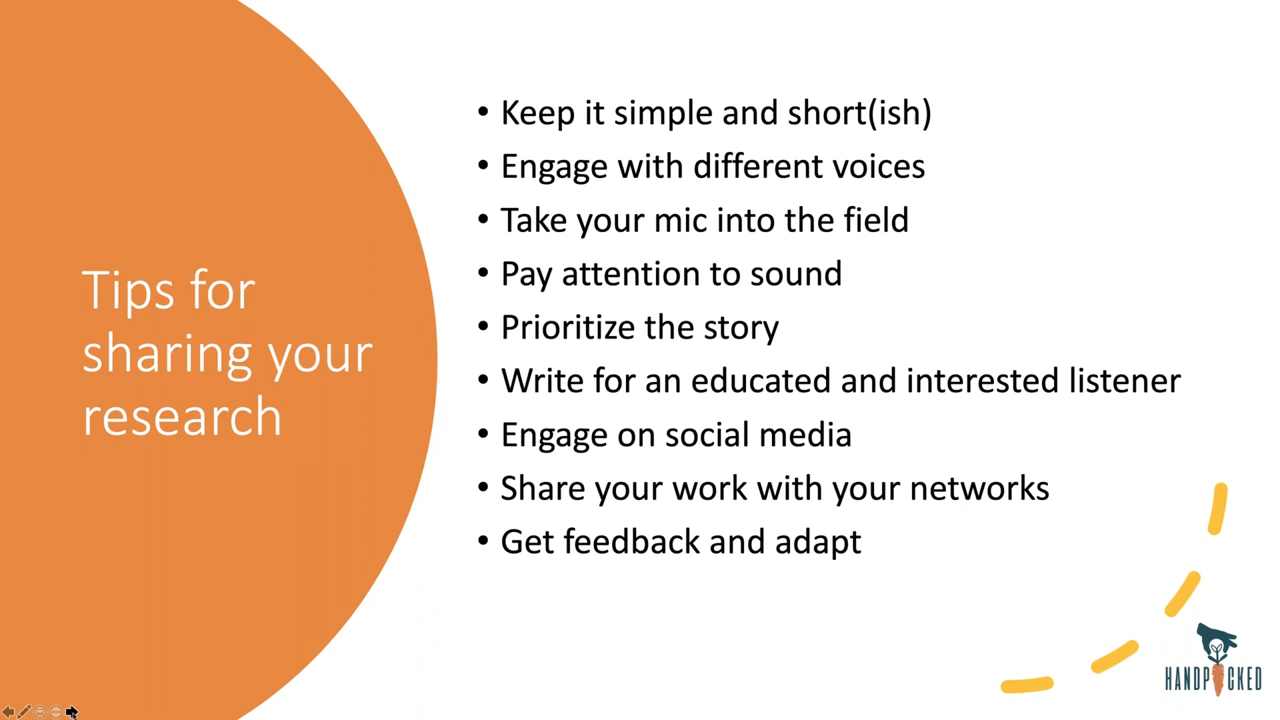 Tips for
sharing your
research
• Keep it simple and short(ish)
• Engage with different voices
• Take your mic into the field
• Pay attention to sound
• Prioritize the story
• Write for an educated and interested listener
• Engage on social media
• Share your work with your networks
• Get feedback and adapt
HANDPICKED